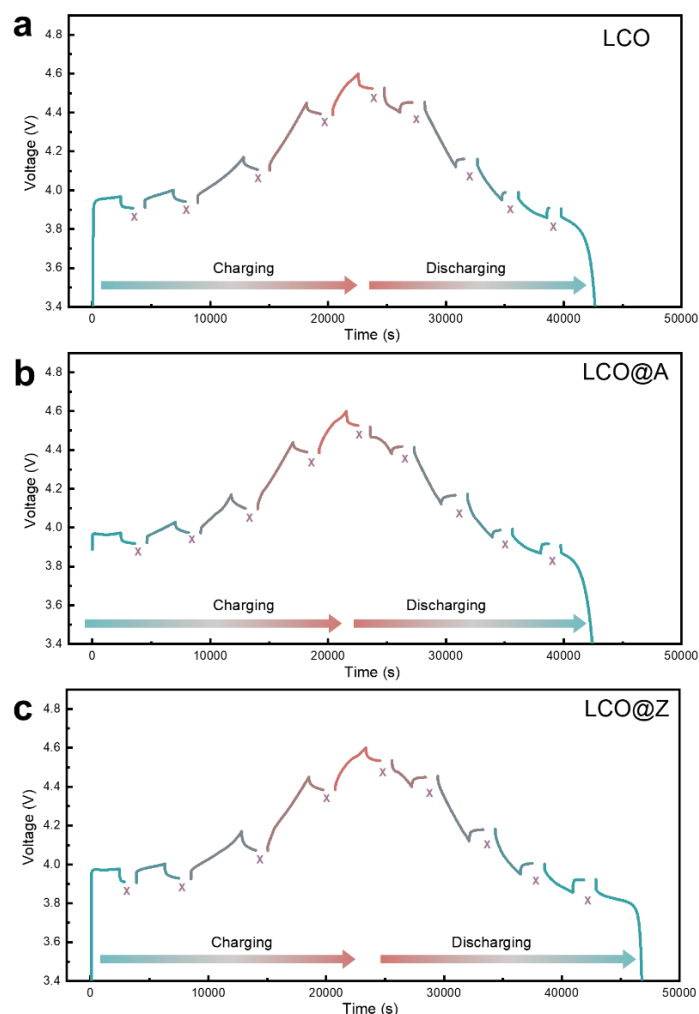 a
LCO
4.8
4.6
4.4
4.2
4.0
3.8
3.6
3.4
Voltage (V)
x x x x x x x x x
Charging Discharging
0 10000 20000 30000 40000 50000
Time (s)
b
LCO@A
4.8
4.6
4.4
4.2
4.0
3.8
3.6
3.4
Voltage (V)
x x x x x x x x x
Charging Discharging
0 10000 20000 30000 40000 50000
Time (s)
c
LCO@Z
4.8
4.6
4.4
4.2
4.0
3.8
3.6
3.4
Voltage (V)
x x x x x x x x x
Charging Discharging
0 10000 20000 30000 40000 50000
Time (s)